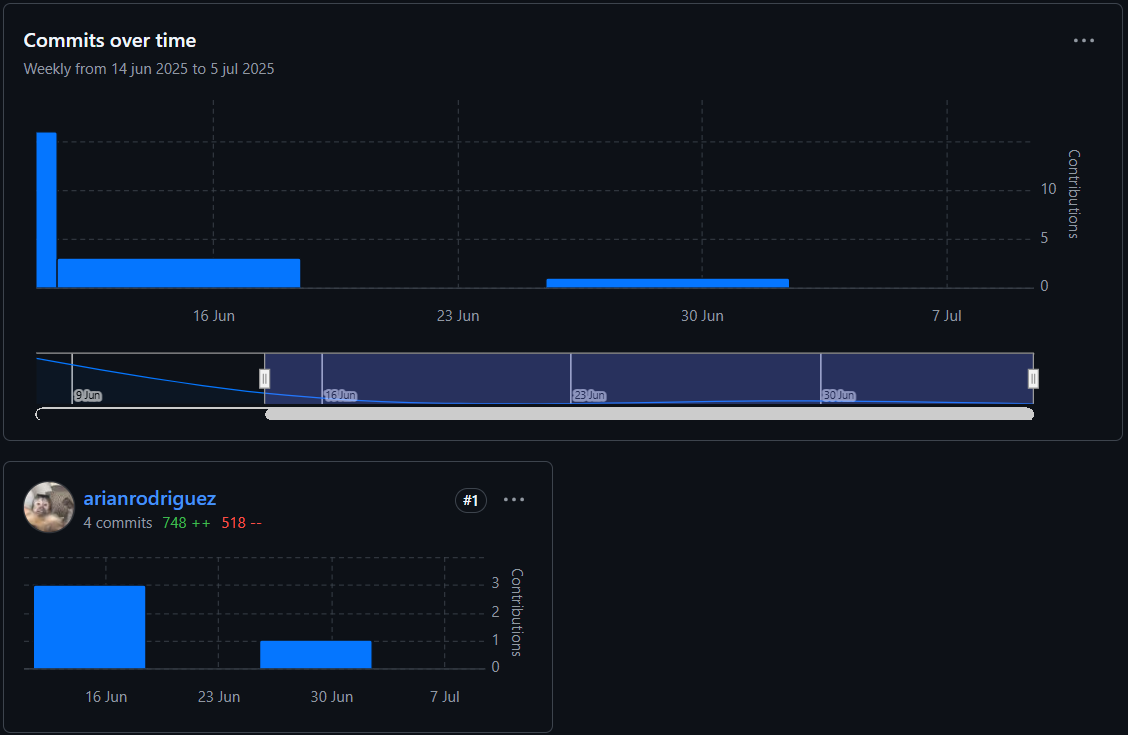 Commits over time
Weekly from 14 jun 2025 to 5 jul 2025
Contributions
10
5
0
16 Jun
23 Jun
30 Jun
7 Jul
9 Jun
16 Jun
23 Jun
30 Jun
arianrodriguez
#1
4 commits 748 ++ 518 --
Contributions
3
2
1
0
16 Jun
23 Jun
30 Jun
7 Jul